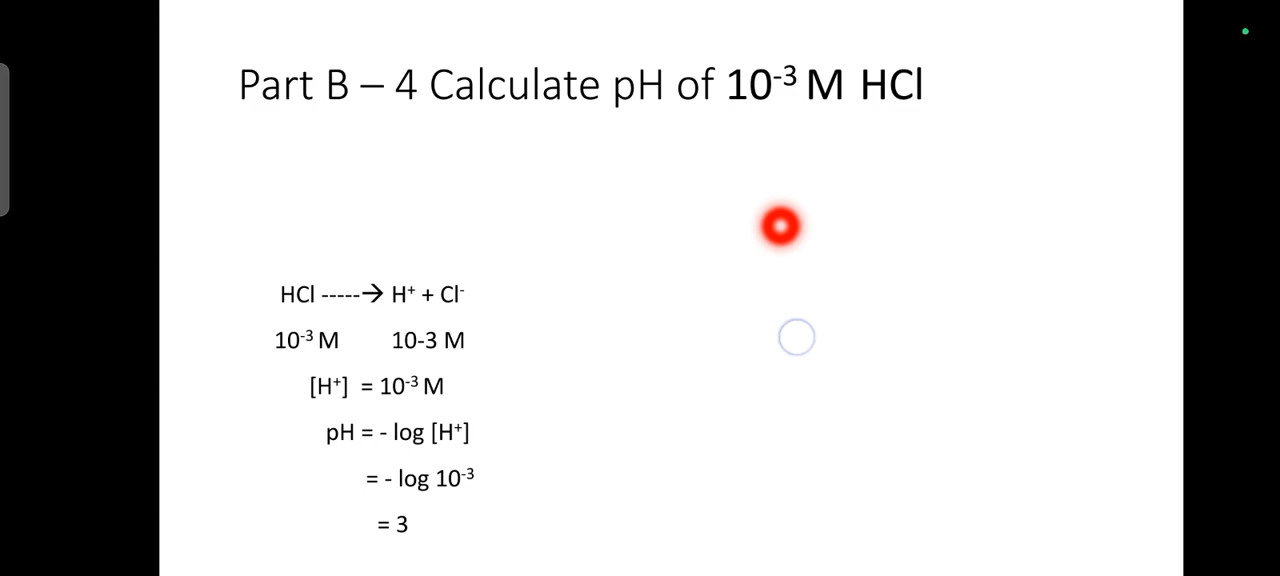 Part B – 4 Calculate pH of 10⁻³ M HCl
HCl -----→ H⁺ + Cl⁻
10⁻³ M 10-3 M
[H⁺] = 10⁻³ M
pH = - log [H⁺]
= - log 10⁻³
= 3